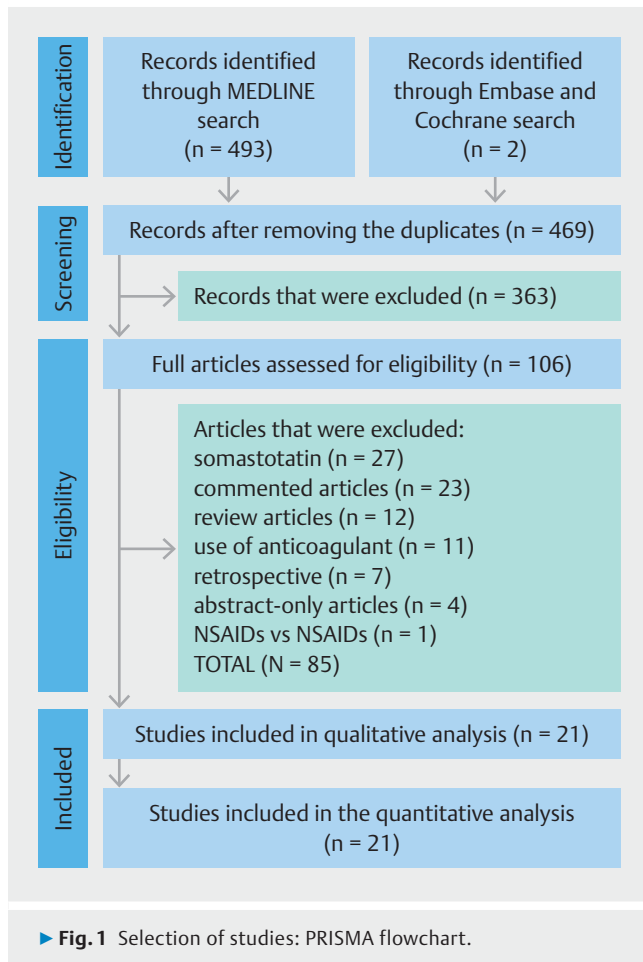 Identification
Records identified
through MEDLINE
search
(n = 493)
Records identified
through Embase and
Cochrane search
(n = 2)
Screening
Records after removing the duplicates (n = 469)
Records that were excluded (n = 363)
Eligibility
Full articles assessed for eligibility (n = 106)
Articles that were excluded:
somastotatin (n = 27)
commented articles (n = 23)
review articles (n = 12)
use of anticoagulant (n = 11)
retrospective (n = 7)
abstract-only articles (n = 4)
NSAIDs vs NSAIDs (n = 1)
TOTAL (N = 85)
Included
Studies included in qualitative analysis (n = 21)
Studies included in the quantitative analysis
(n = 21)
▶ Fig. 1 Selection of studies: PRISMA flowchart.